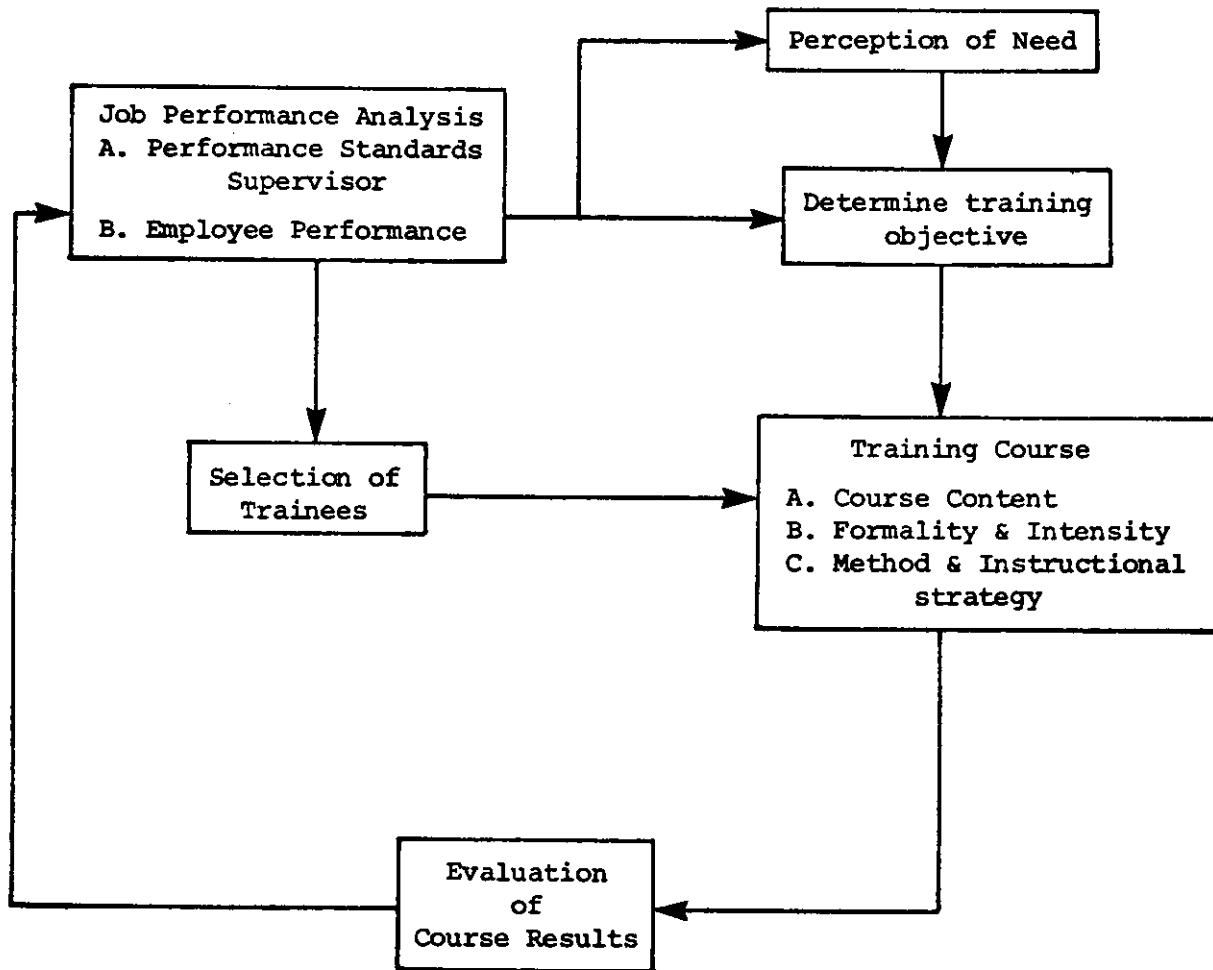 Perception of Need
Job Performance Analysis
A. Performance Standards
Supervisor
B. Employee Performance
Determine training
objective
Selection of
Trainees
Training Course
A. Course Content
B. Formality & Intensity
C. Method & Instructional
strategy
Evaluation
of
Course Results